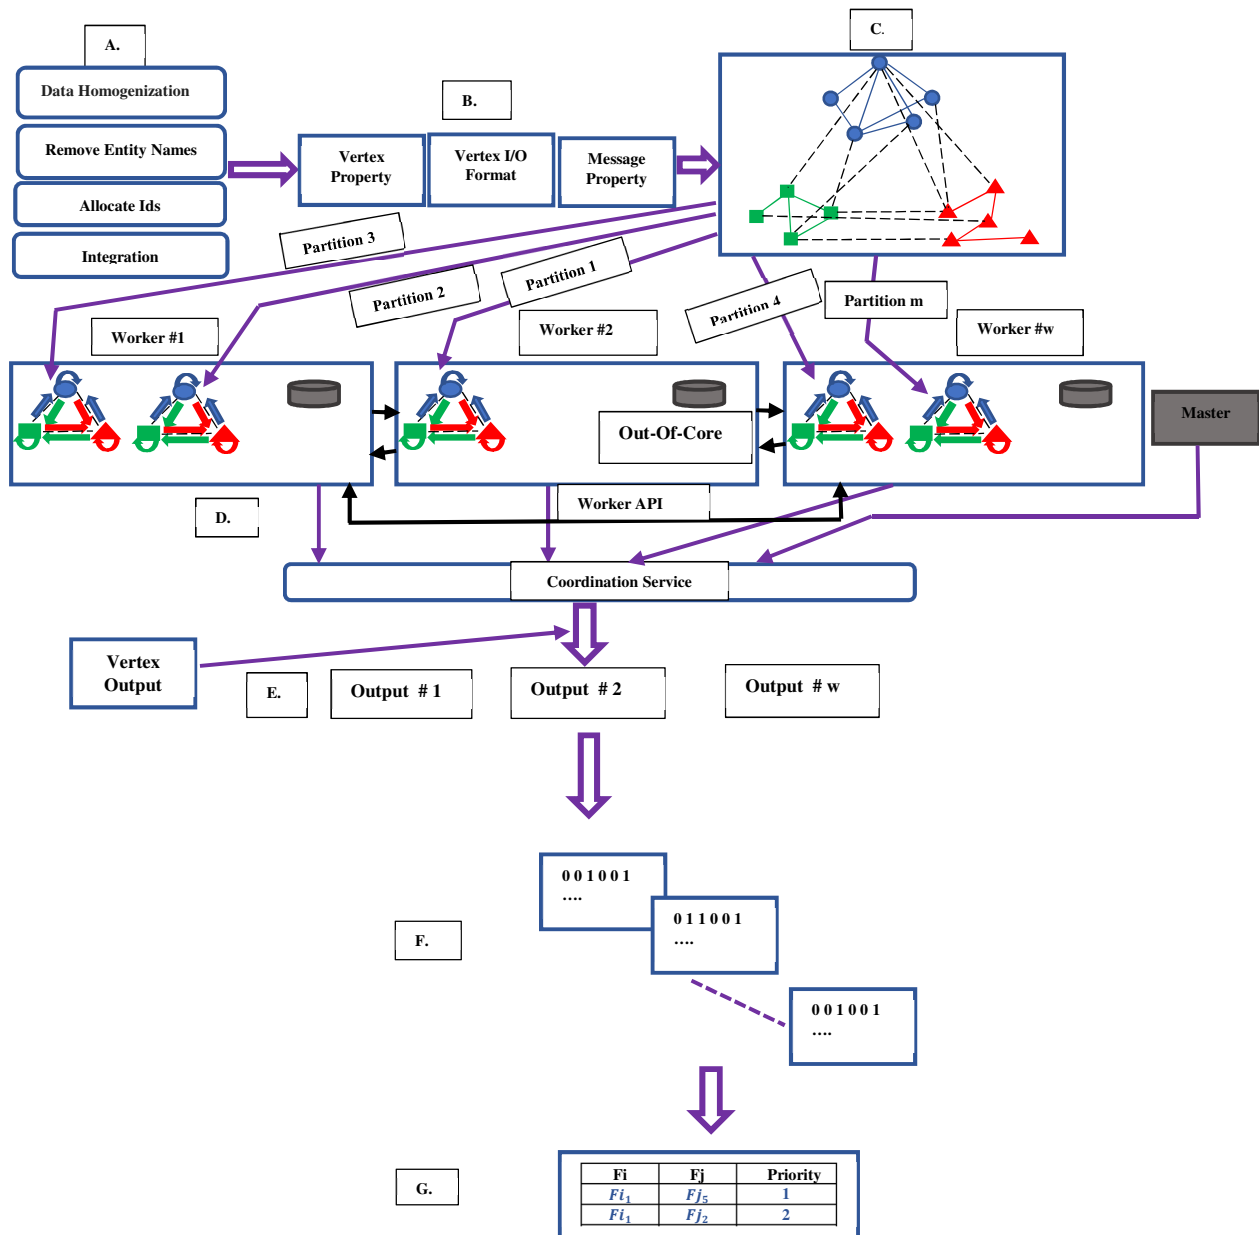 A.
Data Homogenization
Remove Entity Names
Allocate Ids
Integration
B.
Vertex
Property
Vertex I/O
Format
Message
Property
C.
Partition 3
Partition 2
Partition 1
Partition 4
Partition m
Worker #1
Worker #2
Worker #w
Out-Of-Core
Master
D.
Worker API
Coordination Service
Vertex
Output
E.
Output # 1
Output # 2
Output # w
F.
0 0 1 0 0 1
....
0 1 1 0 0 1
....
0 0 1 0 0 1
....
G.
Fi Fj Priority
Fi₁ Fj₅ 1
Fi₁ Fj₂ 2